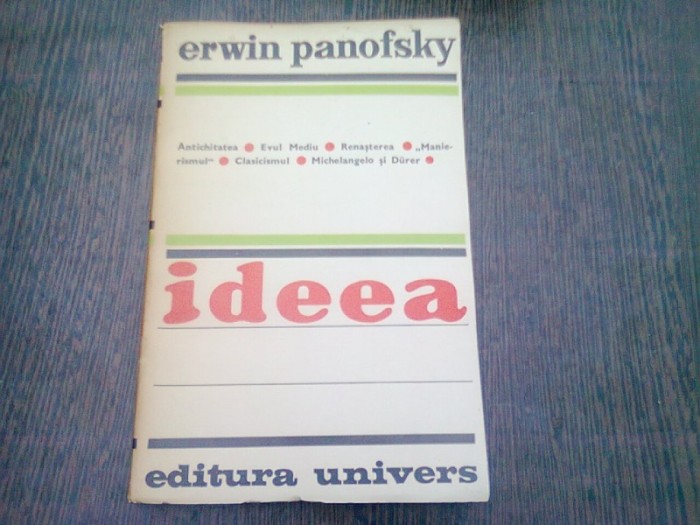 erwin panofsky
Antichitatea ● Evul Mediu ● Renașterea ● „Manie-
rismul“ ● Clasicismul ● Michelangelo și Dürer ●
ideea
editura univers